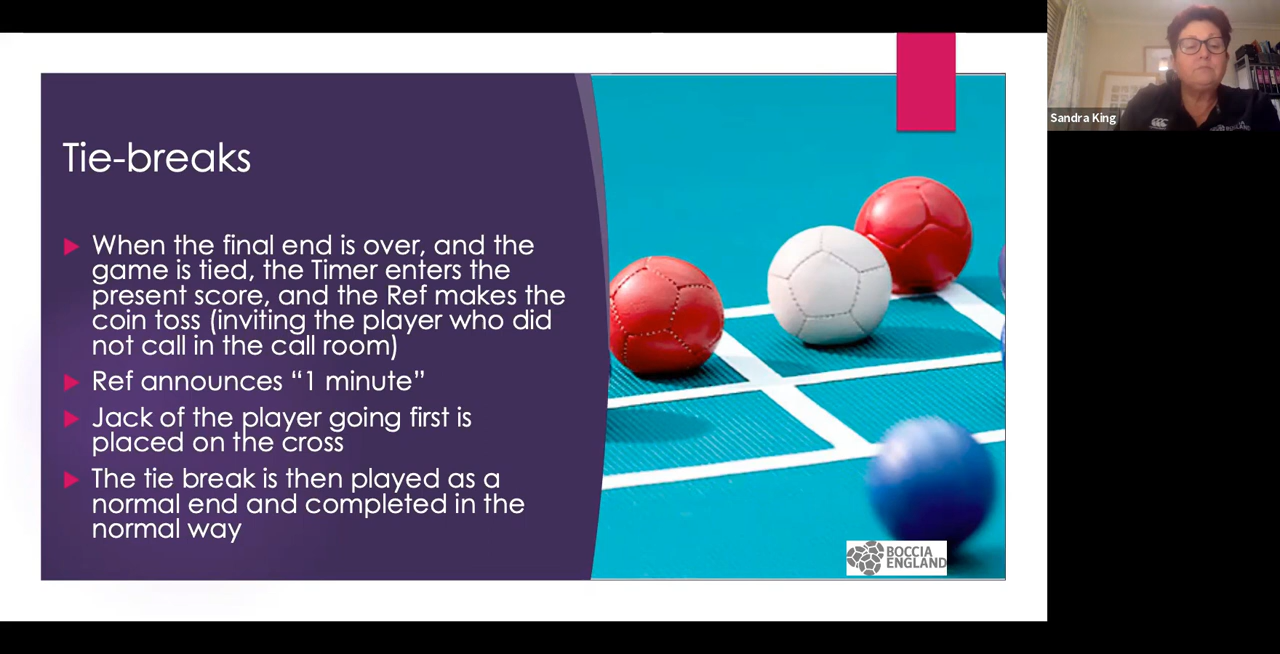 Tie-breaks
When the final end is over, and the
game is tied, the Timer enters the
present score, and the Ref makes the
coin toss (inviting the player who did
not call in the call room)
Ref announces “1 minute”
Jack of the player going first is
placed on the cross
The tie break is then played as a
normal end and completed in the
normal way
BOCCIA
ENGLAND
Sandra King